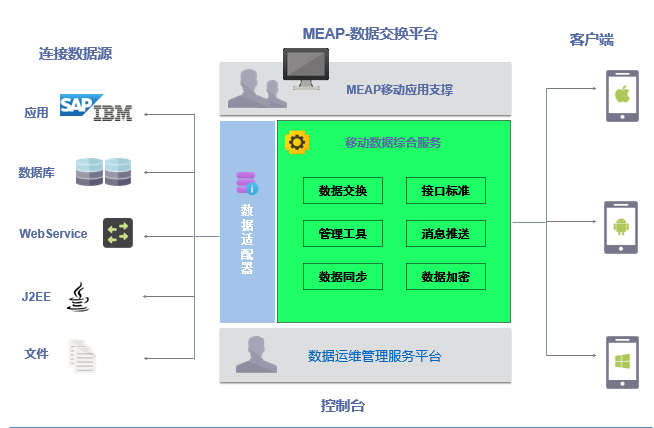 MEAP-数据交换平台
连接数据源
客户端
MEAP移动应用支撑
应用
SAP
IBM
移动数据综合服务
数据库
数据交换
接口标准
数据适配器
WebService
管理工具
消息推送
数据同步
数据加密
J2EE
Java
文件
数据运维管理服务平台
控制台